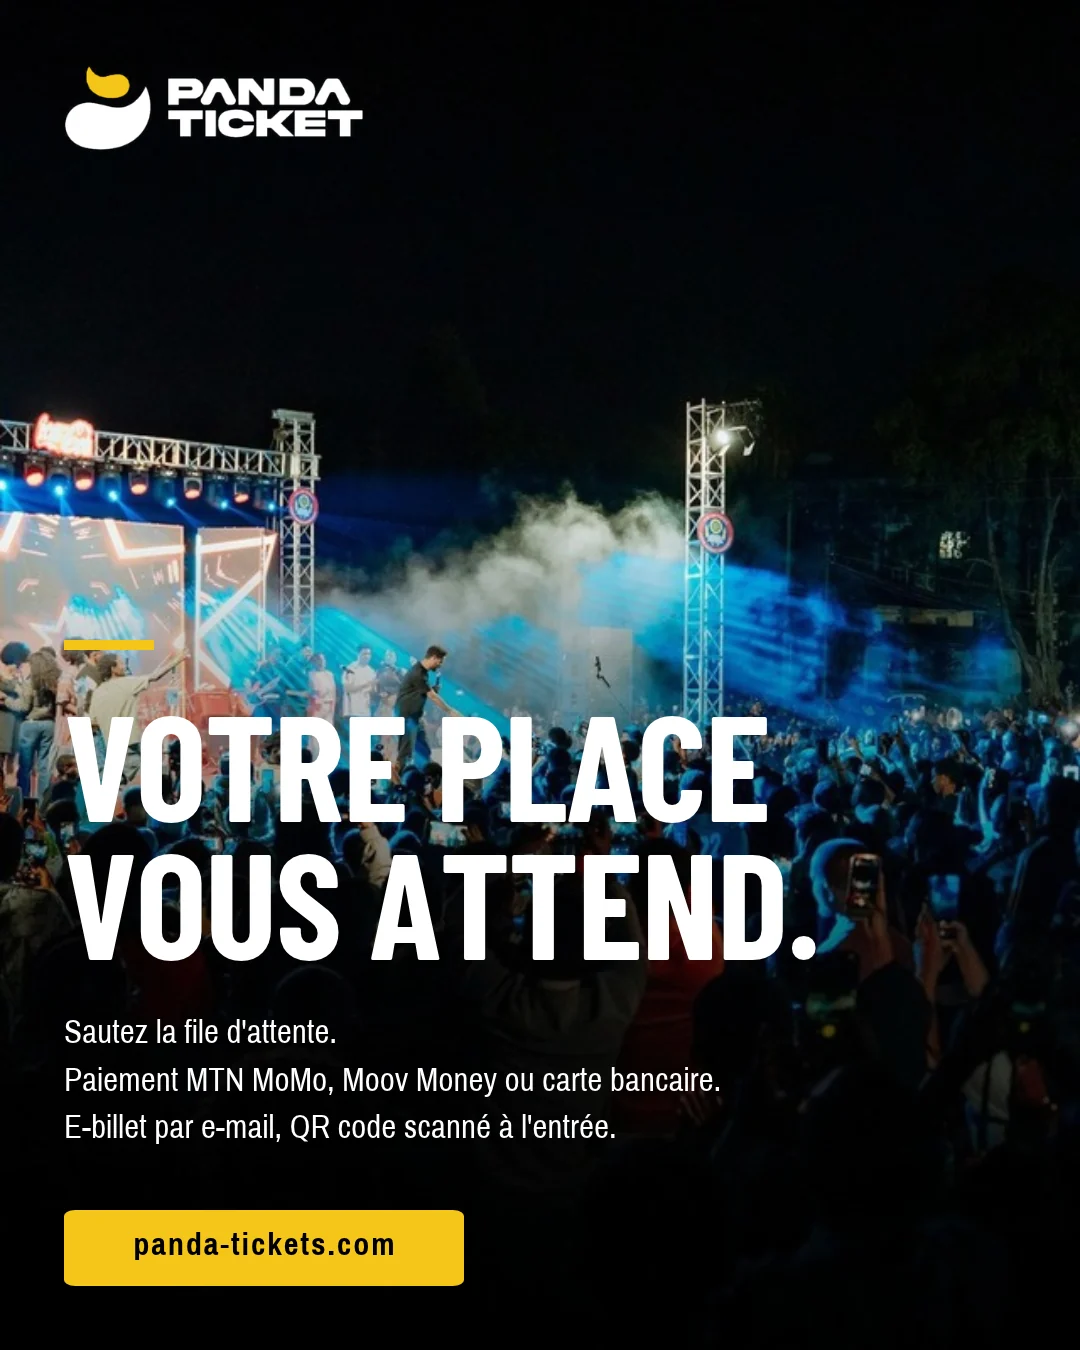 PANDA
TICKET
VOTRE PLACE
VOUS ATTEND.
Sautez la file d'attente.
Paiement MTN MoMo, Moov Money ou carte bancaire.
E-billet par e-mail, QR code scanné à l'entrée.
panda-tickets.com